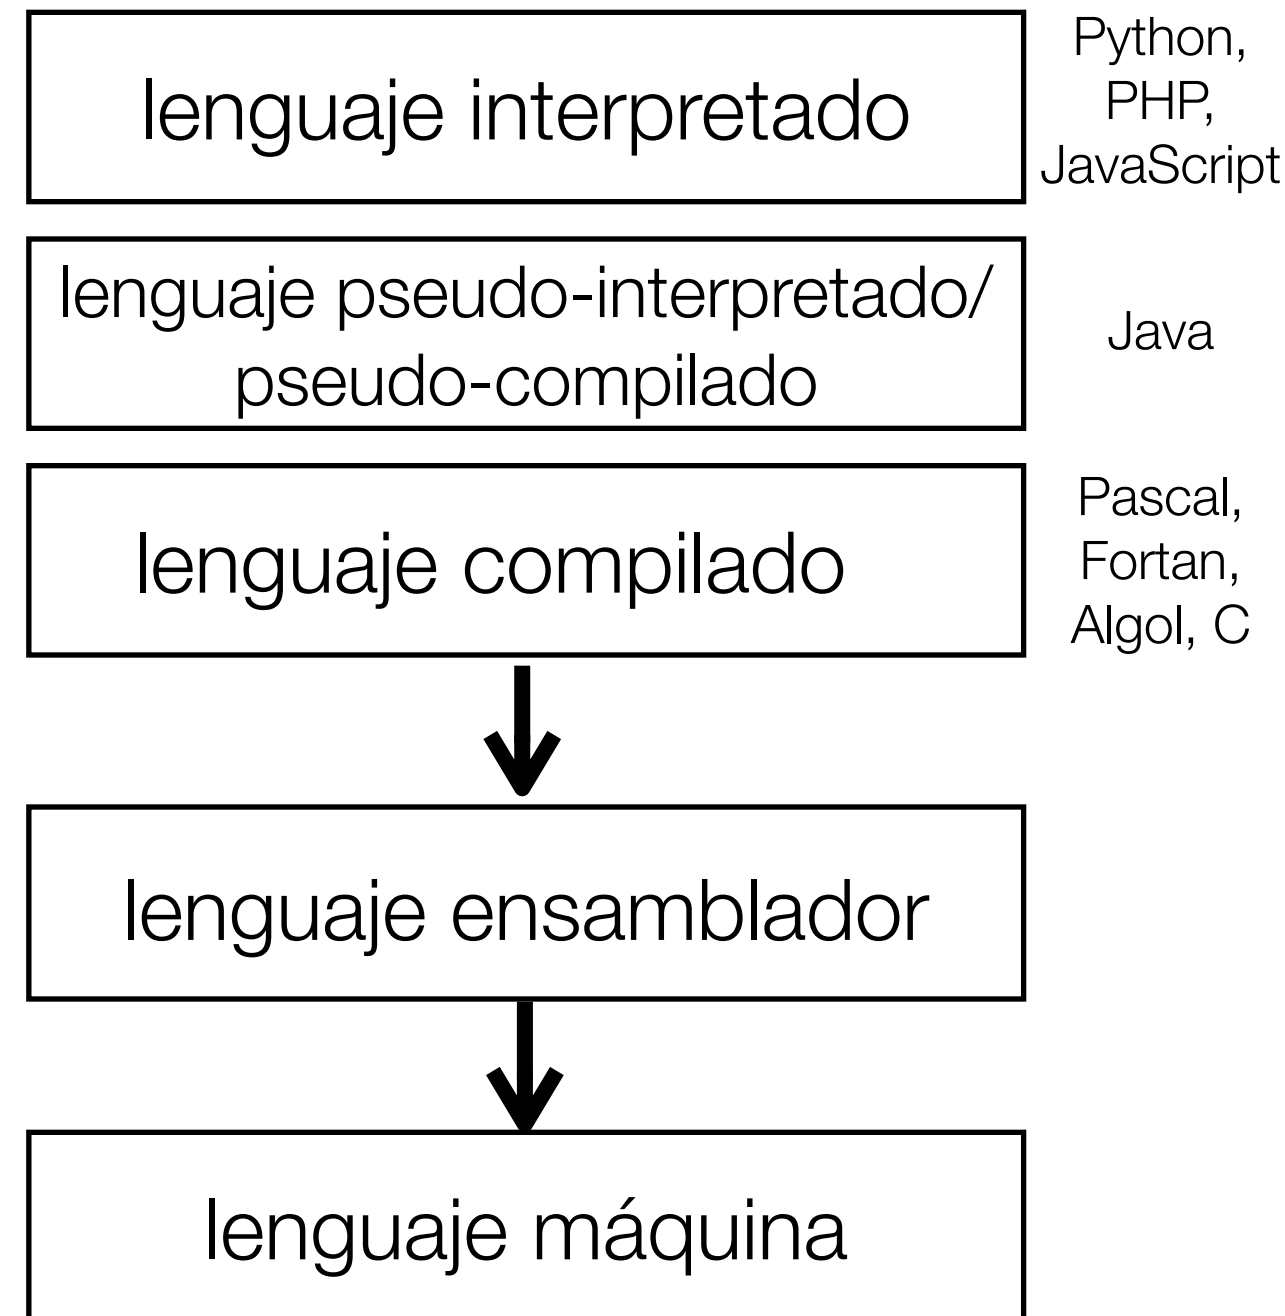 lenguaje interpretado
Python,
PHP,
JavaScript
lenguaje pseudo-interpretado/
pseudo-compilado
Java
lenguaje compilado
Pascal,
Fortan,
Algol, C
lenguaje ensamblador
lenguaje máquina